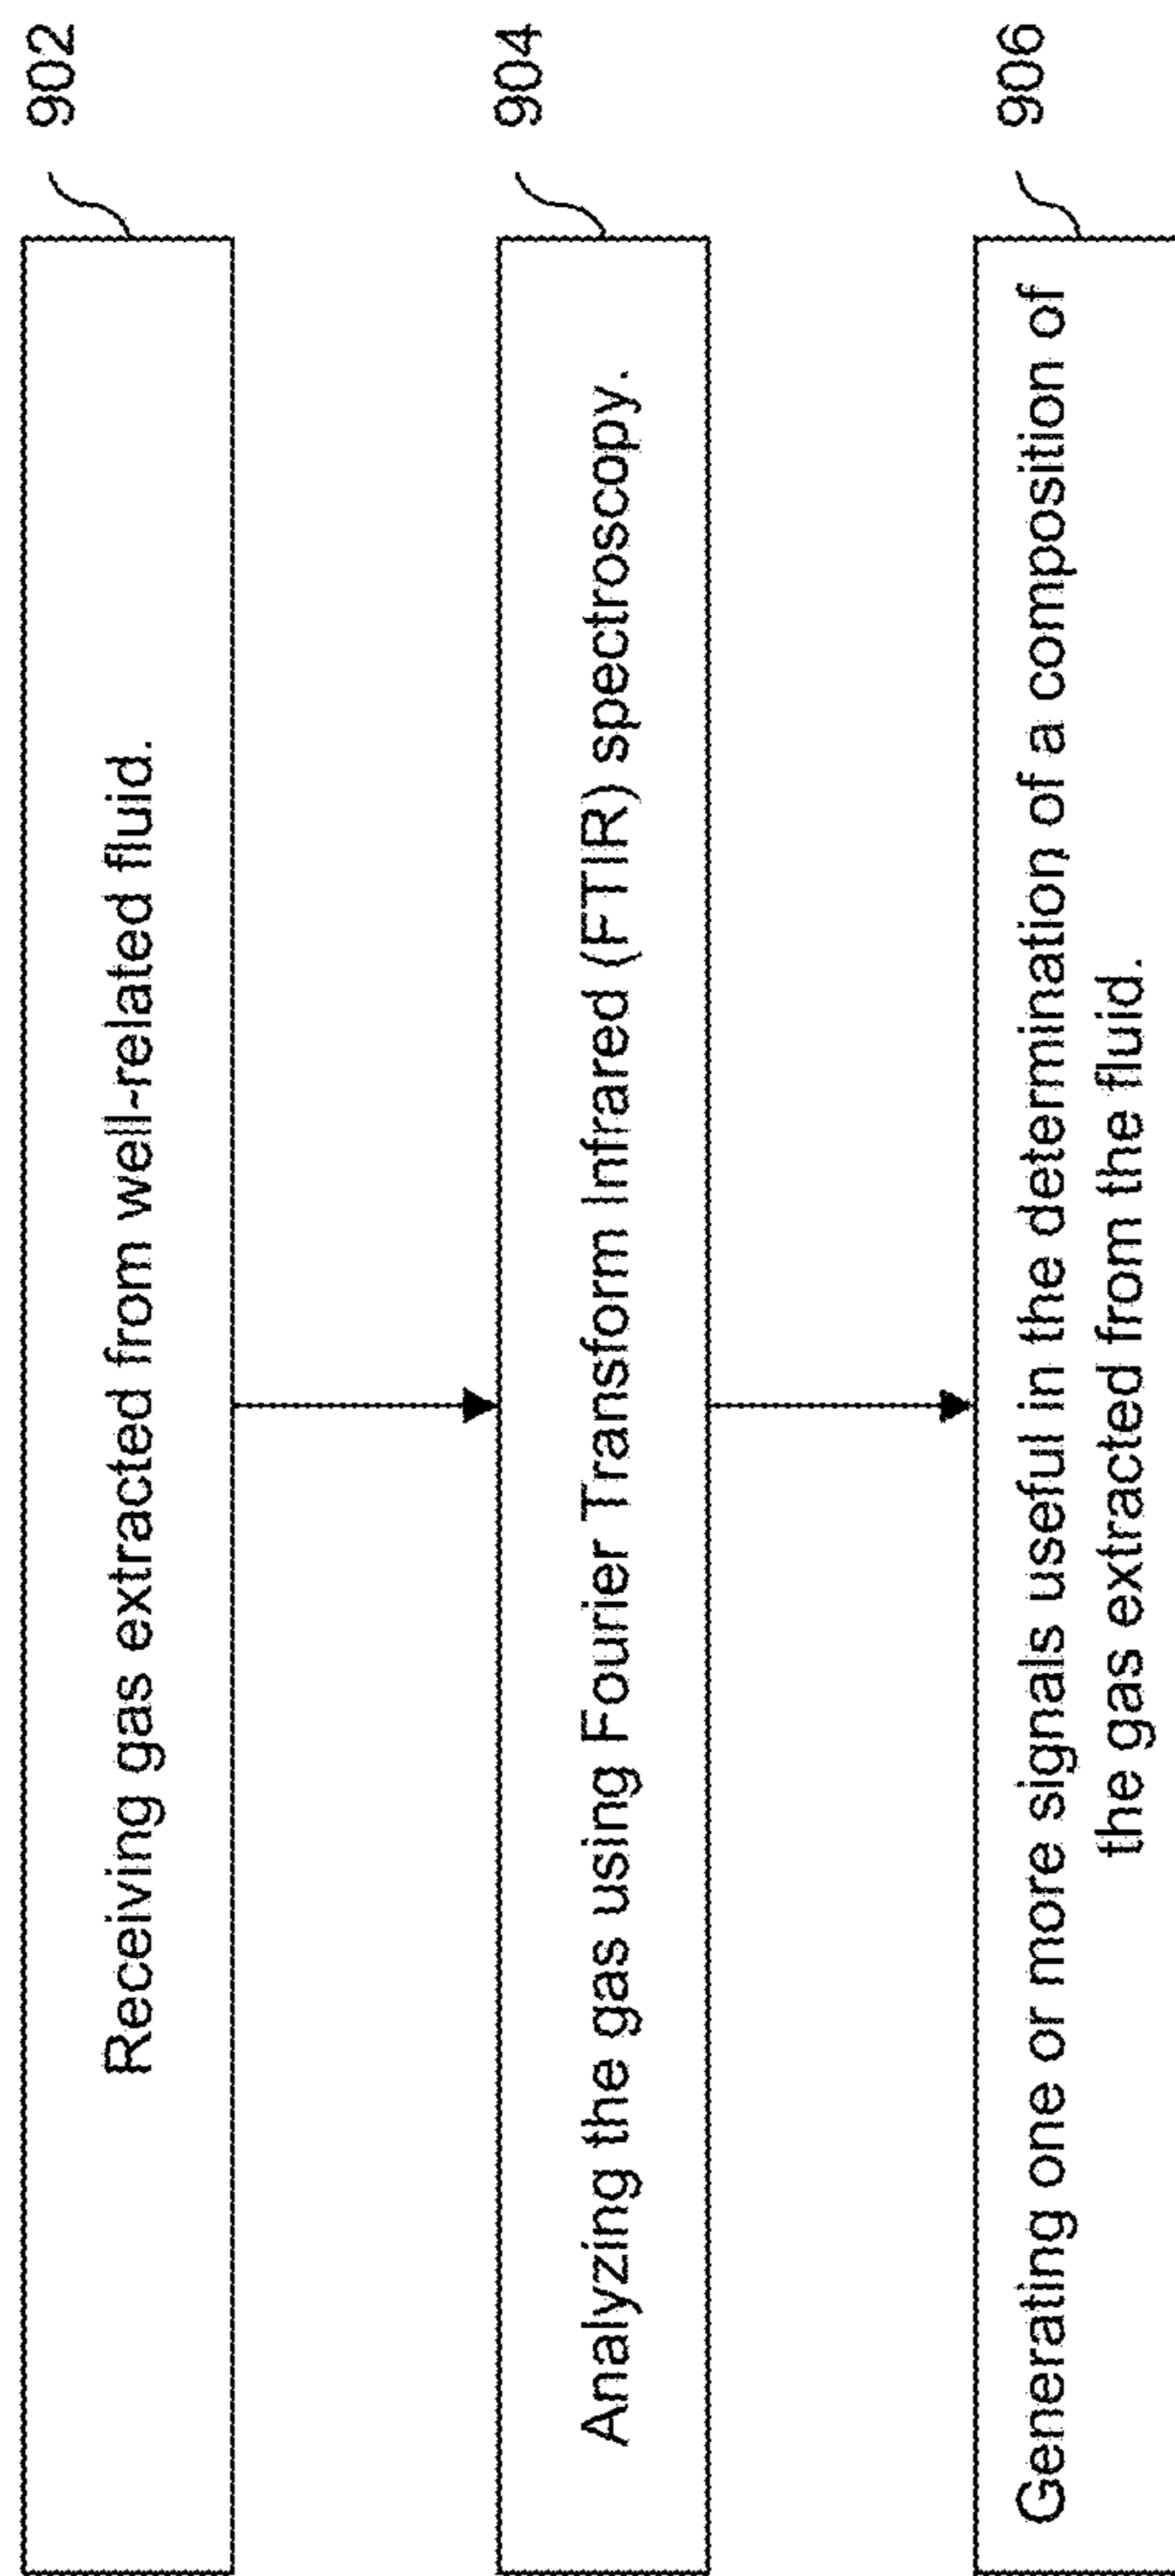 902
Receiving gas extracted from well-related fluid.
904
Analyzing the gas using Fourier Transform Infrared (FTIR) spectroscopy.
906
Generating one or more signals useful in the determination of a composition of
the gas extracted from the fluid.